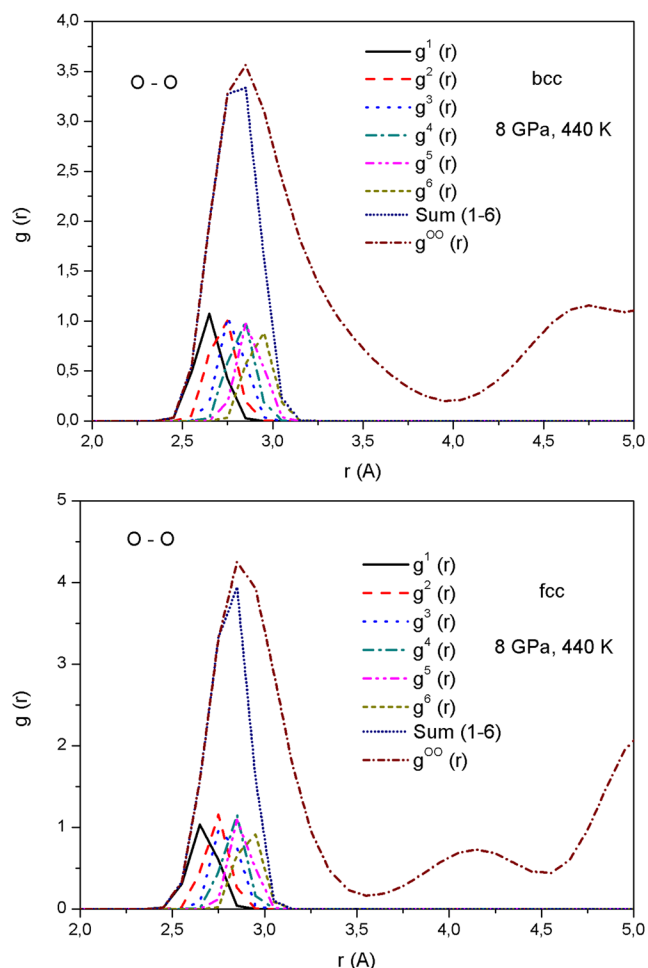 4,0
3,5
3,0
2,5
2,0
1,5
1,0
0,5
0,0
g (r)
O - O
g¹ (r)
g² (r)
g³ (r)
g⁴ (r)
g⁵ (r)
g⁶ (r)
Sum (1-6)
gᴼᴼ (r)
bcc
8 GPa, 440 K
2,0 2,5 3,0 3,5 4,0 4,5 5,0
r (A)
5
4
3
2
1
0
g (r)
O - O
g¹ (r)
g² (r)
g³ (r)
g⁴ (r)
g⁵ (r)
g⁶ (r)
Sum (1-6)
gᴼᴼ (r)
fcc
8 GPa, 440 K
2,0 2,5 3,0 3,5 4,0 4,5 5,0
r (A)